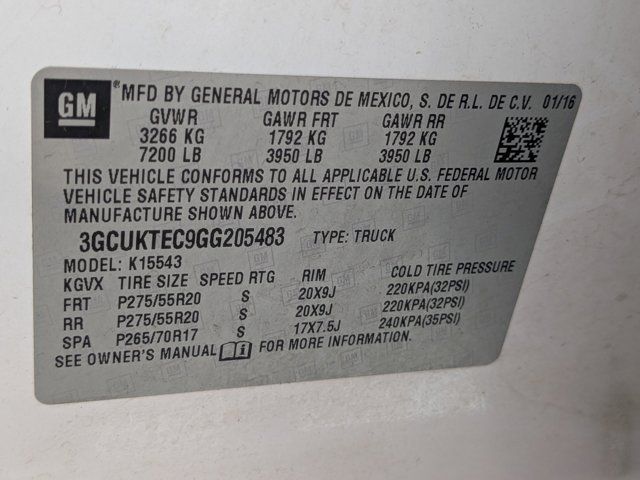 GM ® MFD BY GENERAL MOTORS DE MEXICO, S. DE R.L. DE C.V. 01/16
GVWR GAWR FRT GAWR RR
3266 KG 1792 KG 1792 KG
7200 LB 3950 LB 3950 LB
THIS VEHICLE CONFORMS TO ALL APPLICABLE U.S. FEDERAL MOTOR
VEHICLE SAFETY STANDARDS IN EFFECT ON THE DATE OF
MANUFACTURE SHOWN ABOVE.
3GCUKTEC9GG205483 TYPE: TRUCK
MODEL: K15543
KGVX TIRE SIZE SPEED RTG RIM COLD TIRE PRESSURE
FRT P275/55R20 S 20X9J 220KPA(32PSI)
RR P275/55R20 S 20X9J 220KPA(32PSI)
SPA P265/70R17 S 17X7.5J 240KPA(35PSI)
SEE OWNER'S MANUAL FOR MORE INFORMATION.